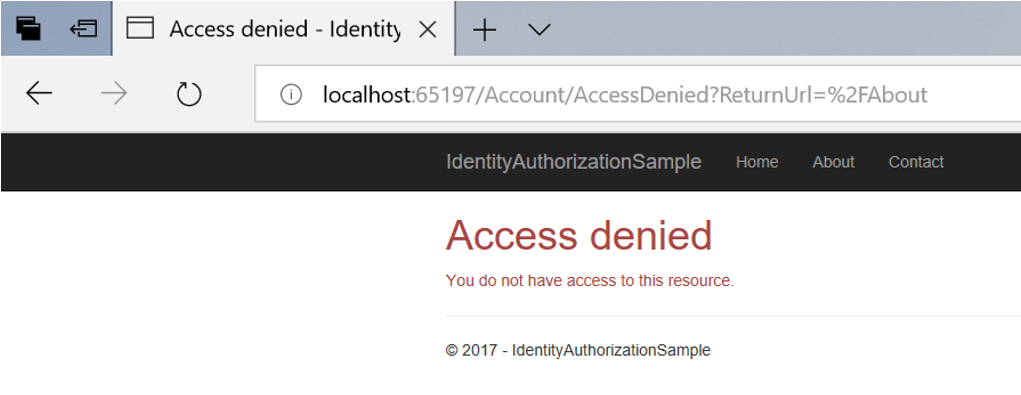 Access denied - Identity
localhost:65197/Account/AccessDenied?ReturnUrl=%2FAbout
IdentityAuthorizationSample Home About Contact
Access denied
You do not have access to this resource.
© 2017 - IdentityAuthorizationSample